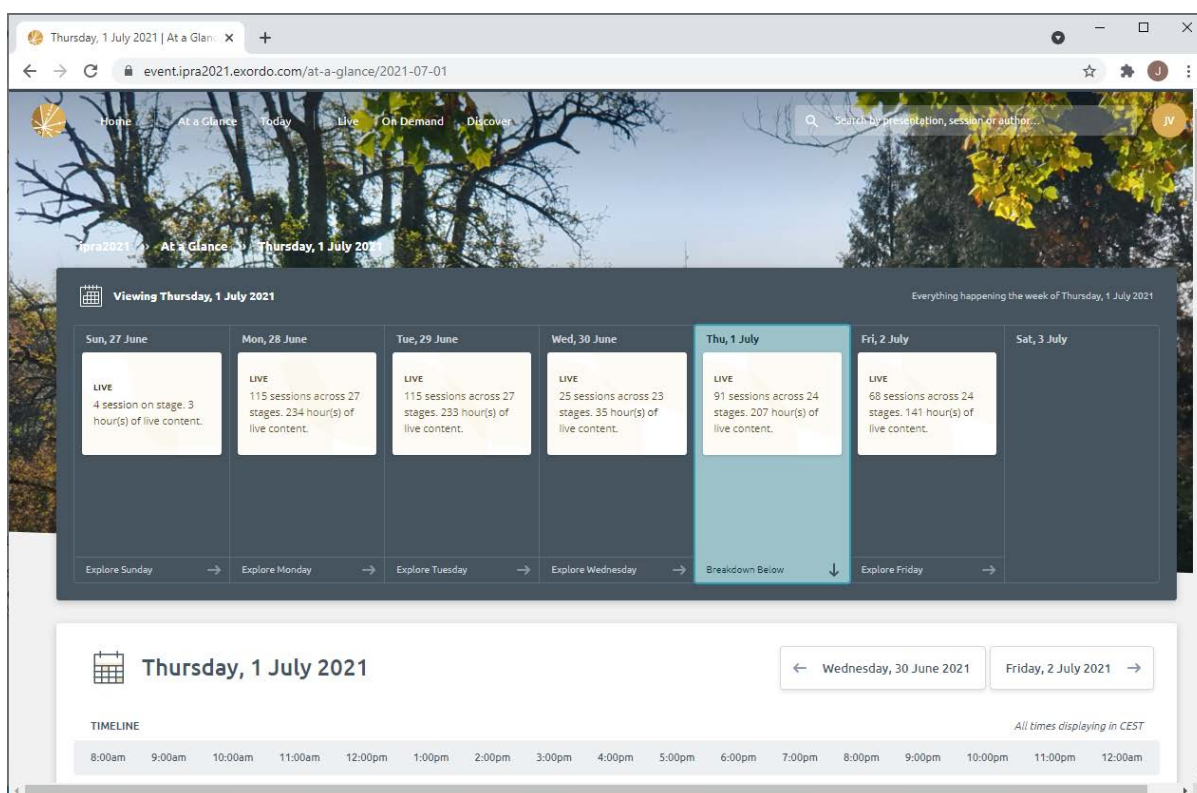 Thursday, 1 July 2021 | At a Glan
event.ipra2021.exordo.com/at-a-glance/2021-07-01
J
Home At a Glance Today Live On Demand Discover
Search by presentation, session or author...
JV
ipra2021 » At a Glance » Thursday, 1 July 2021
Viewing Thursday, 1 July 2021
Everything happening the week of Thursday, 1 July 2021
Sun, 27 June
LIVE
4 session on stage. 3
hour(s) of live content.
Explore Sunday
Mon, 28 June
LIVE
115 sessions across 27
stages. 234 hour(s) of
live content.
Explore Monday
Tue, 29 June
LIVE
115 sessions across 27
stages. 233 hour(s) of
live content.
Explore Tuesday
Wed, 30 June
LIVE
25 sessions across 23
stages. 35 hour(s) of
live content.
Explore Wednesday
Thu, 1 July
LIVE
91 sessions across 24
stages. 207 hour(s) of
live content.
Breakdown Below
Fri, 2 July
LIVE
68 sessions across 24
stages. 141 hour(s) of
live content.
Explore Friday
Sat, 3 July
Thursday, 1 July 2021
Wednesday, 30 June 2021
Friday, 2 July 2021
TIMELINE
All times displaying in CEST
8:00am 9:00am 10:00am 11:00am 12:00pm 1:00pm 2:00pm 3:00pm 4:00pm 5:00pm 6:00pm 7:00pm 8:00pm 9:00pm 10:00pm 11:00pm 12:00am